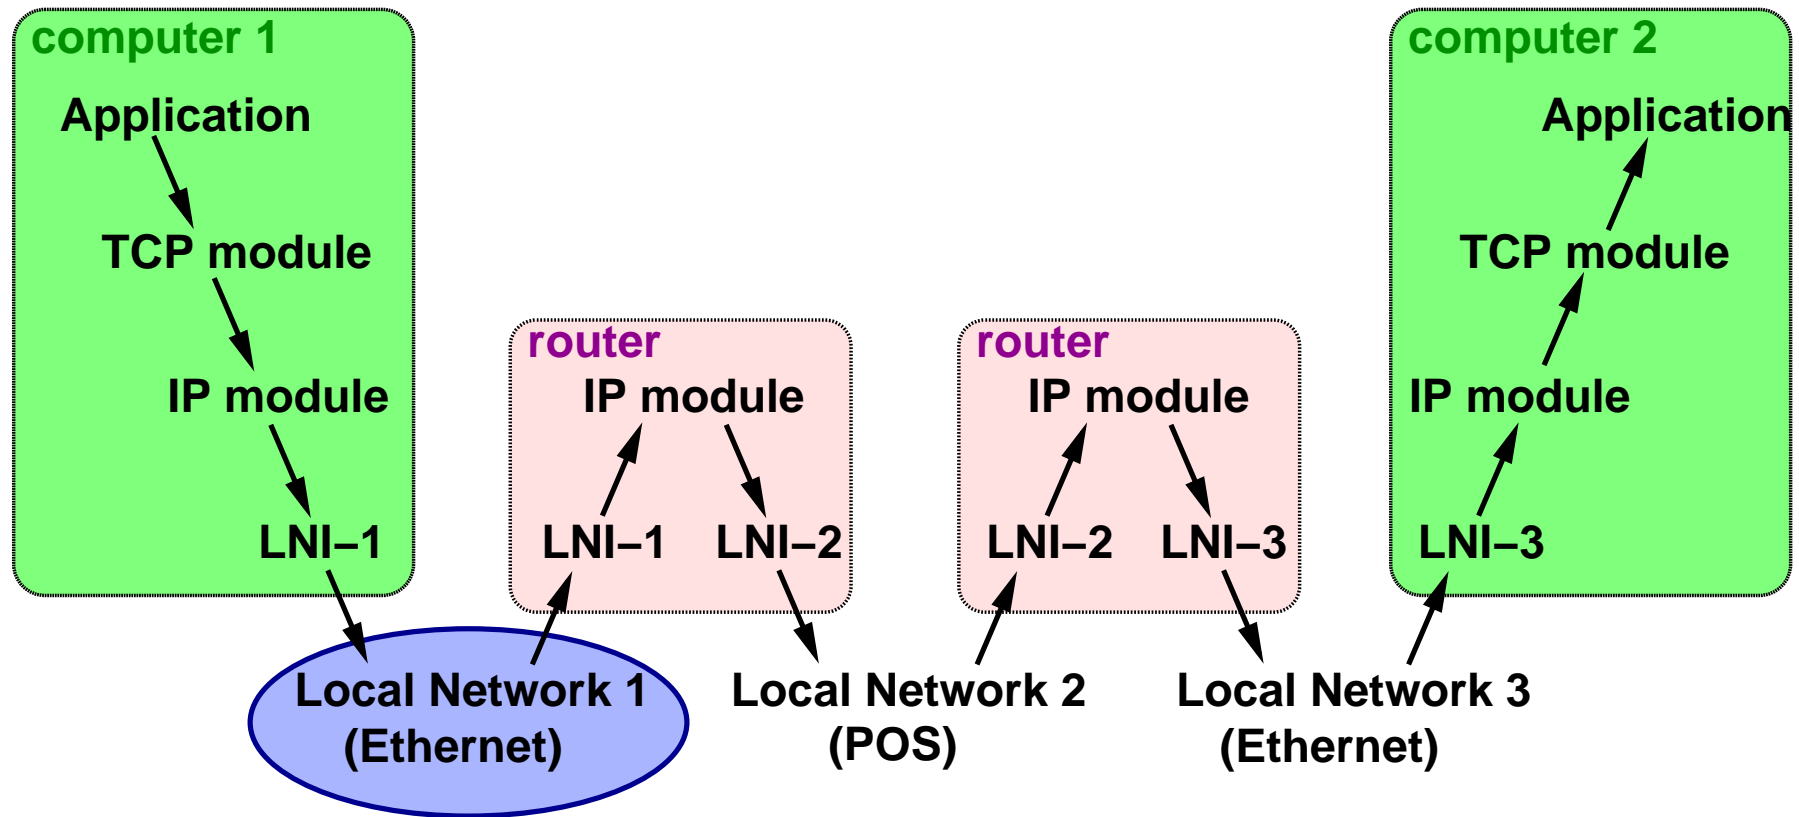 computer 1
Application
TCP module
IP module
LNI–1
router
IP module
LNI–1 LNI–2
router
IP module
LNI–2 LNI–3
computer 2
Application
TCP module
IP module
LNI–3
Local Network 1
(Ethernet)
Local Network 2
(POS)
Local Network 3
(Ethernet)